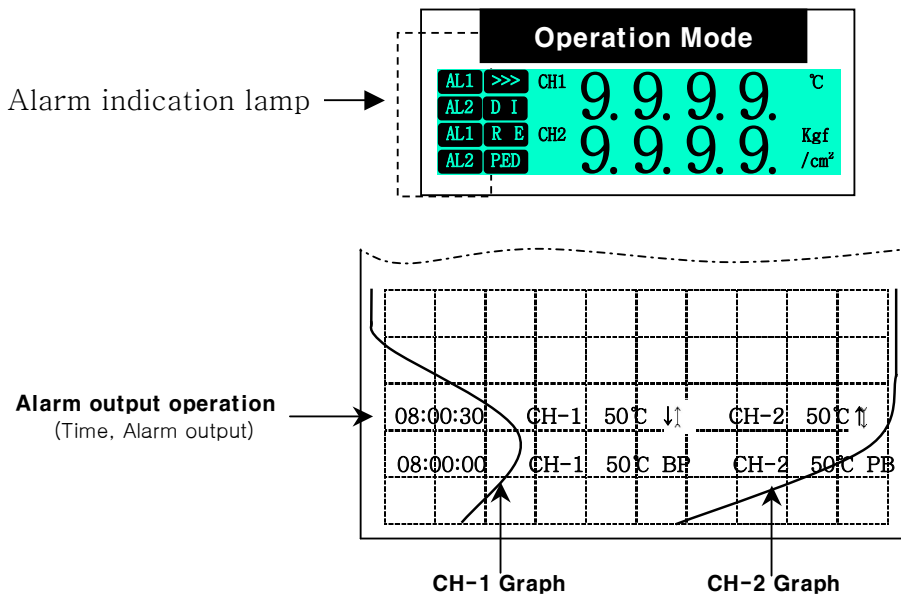 Operation Mode
AL1 >>> CH1 9. 9. 9. 9. ℃
AL2 D I
AL1 R E CH2 9. 9. 9. 9. Kgf
AL2 PED /cm²
Alarm indication lamp
Alarm output operation
(Time, Alarm output)
08:00:30 CH-1 50℃ ↓↑ CH-2 50℃ ↑
08:00:00 CH-1 50℃ BP CH-2 50℃ PB
CH-1 Graph CH-2 Graph